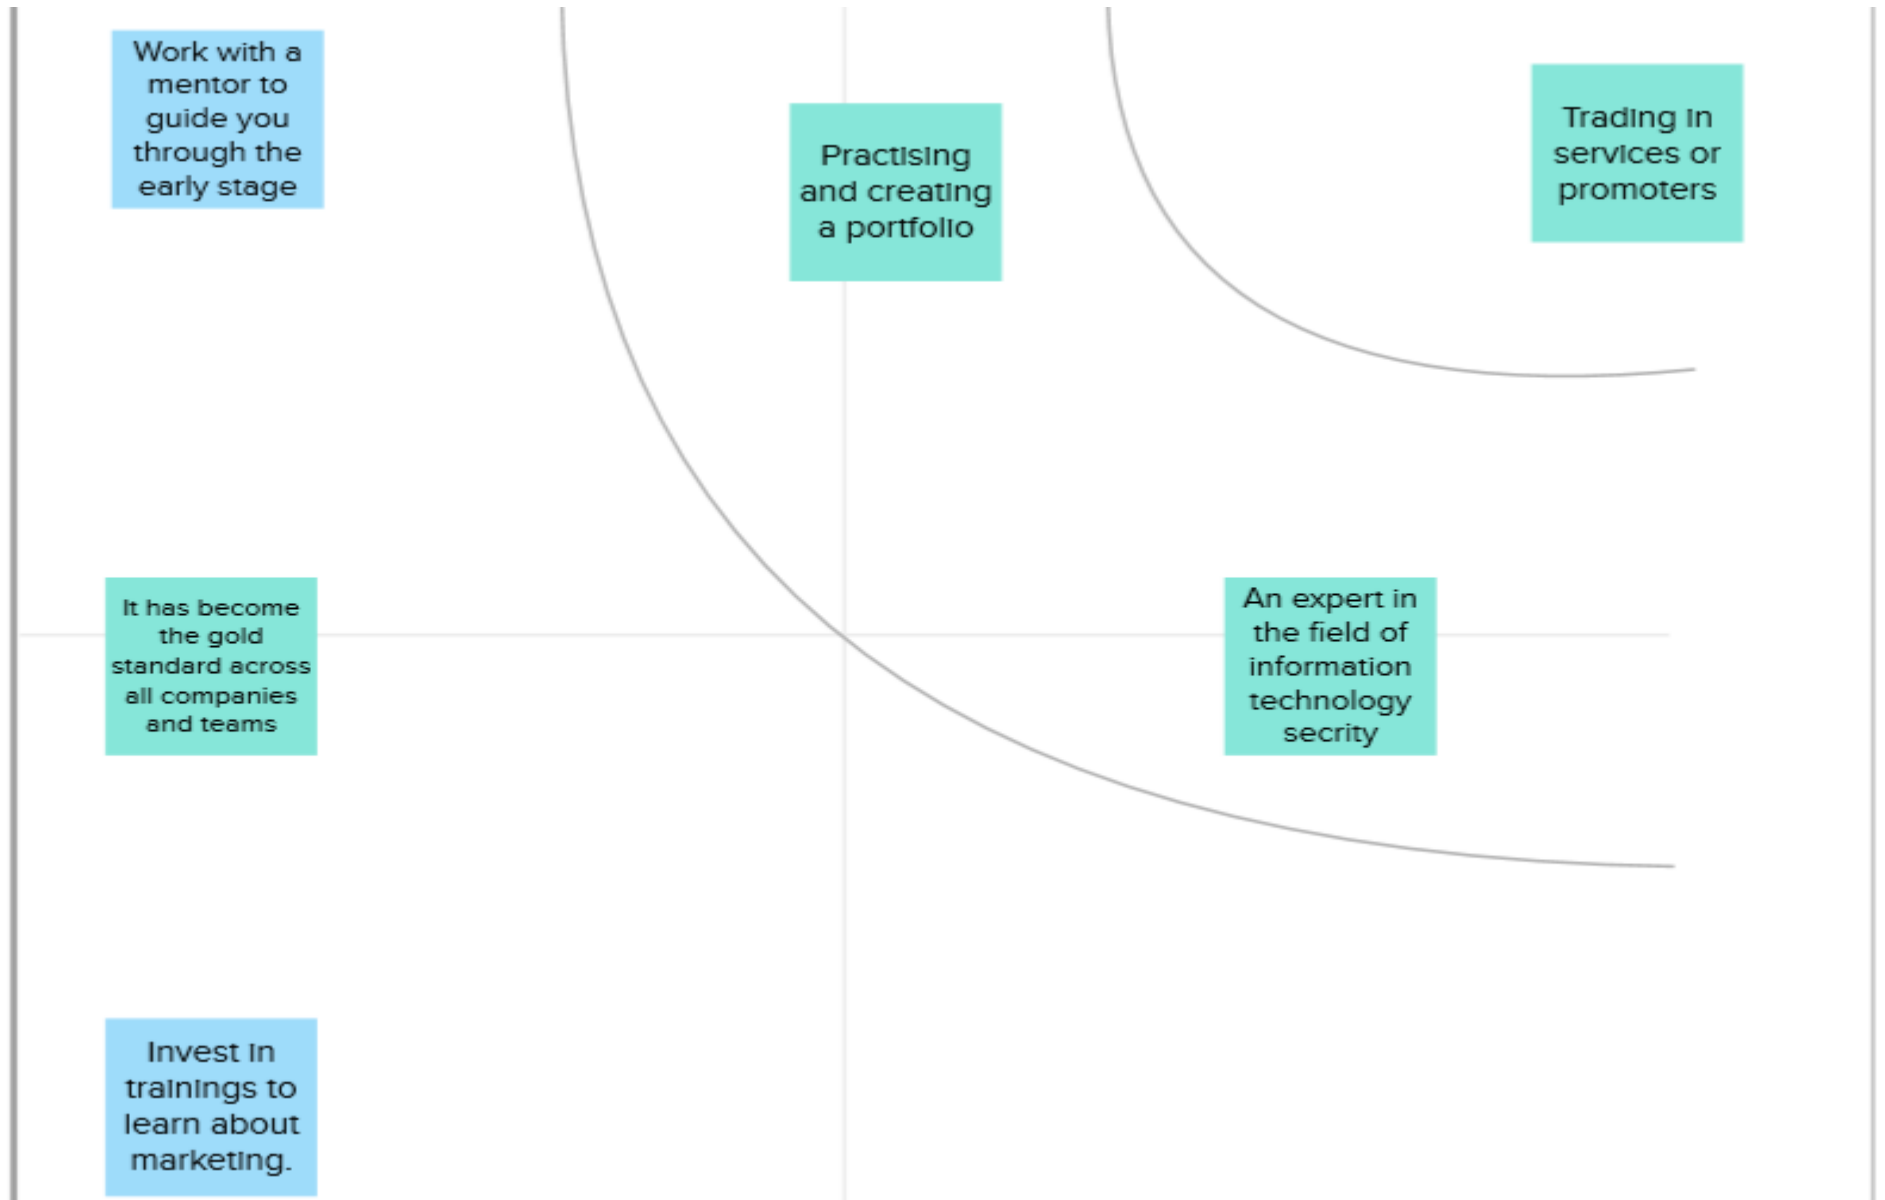 Work with a
mentor to
guide you
through the
early stage
Practising
and creating
a portfolio
Trading in
services or
promoters
It has become
the gold
standard across
all companies
and teams
An expert in
the field of
information
technology
secrity
Invest in
trainings to
learn about
marketing.